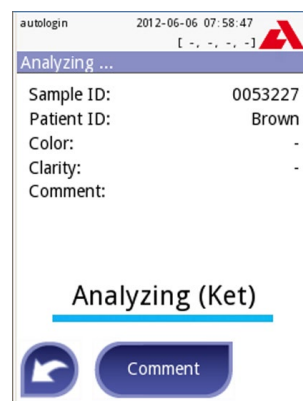 autologin 2012-06-06 07:58:47
[ -, -, -, -]
Analyzing ...
Sample ID: 0053227
Patient ID: Brown
Color: -
Clarity: -
Comment:
Analyzing (Ket)
Comment